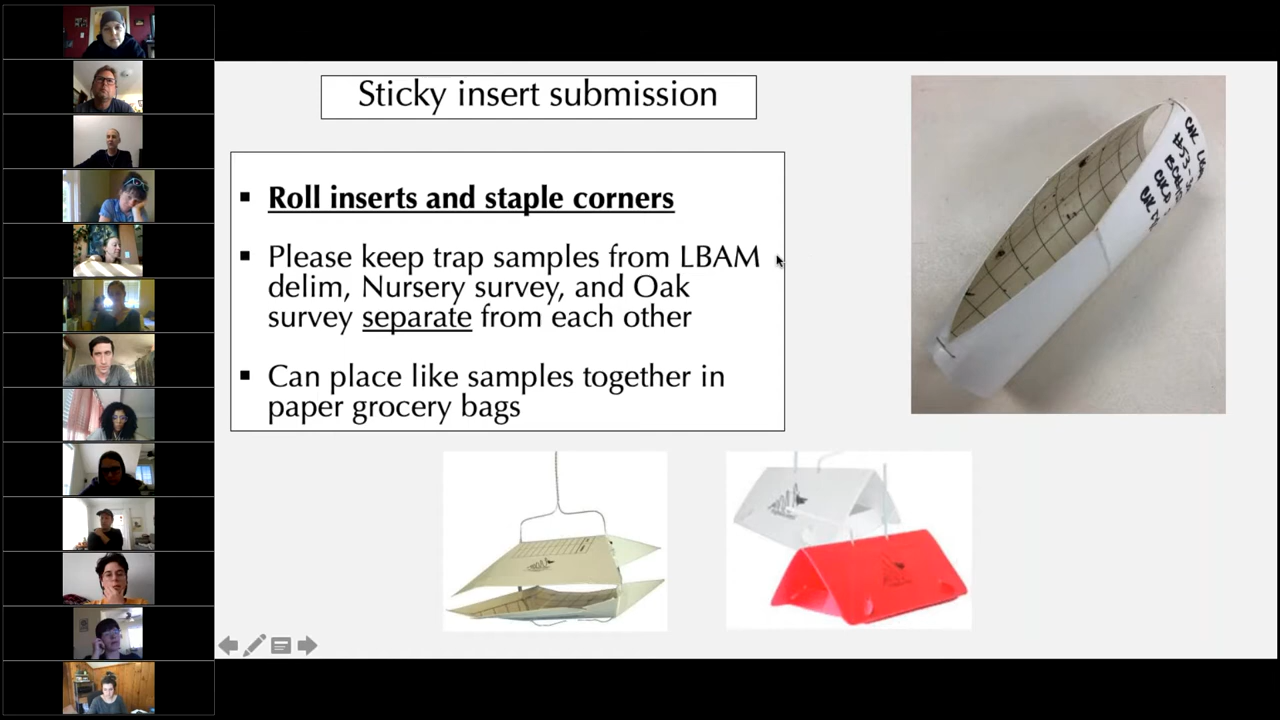 Sticky insert submission
▪ Roll inserts and staple corners
▪ Please keep trap samples from LBAM
delim, Nursery survey, and Oak
survey separate from each other
▪ Can place like samples together in
paper grocery bags